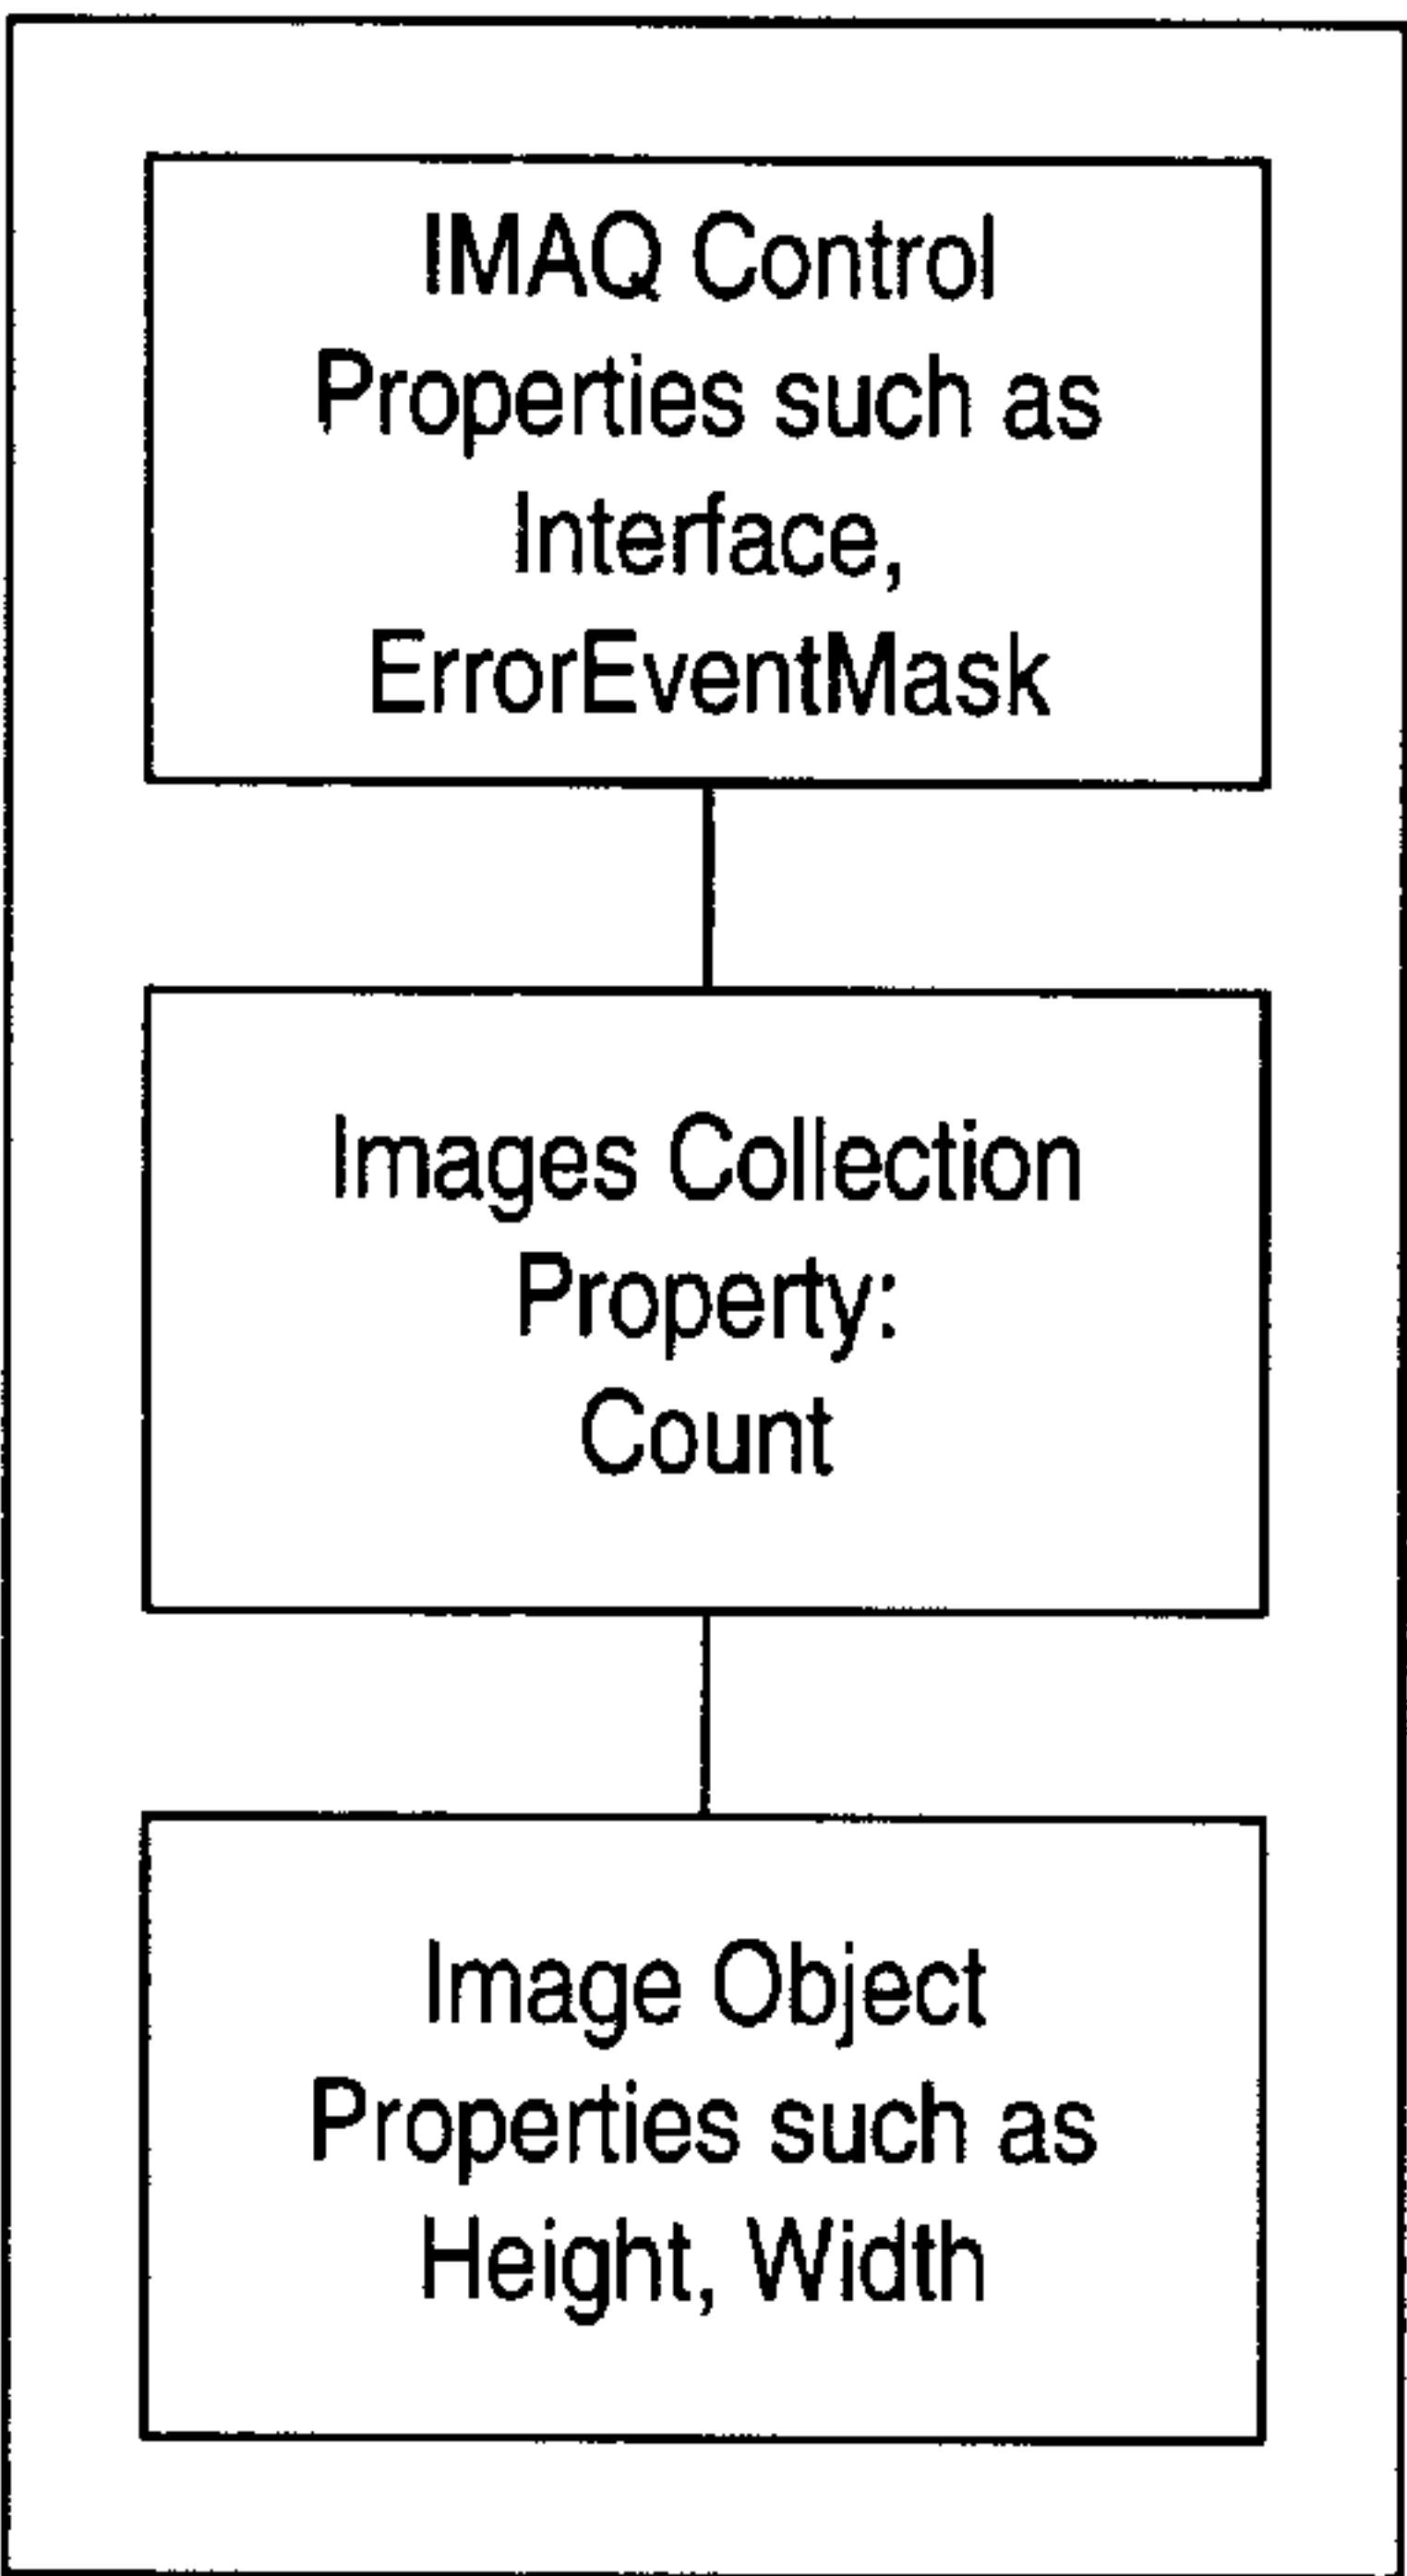 IMAQ Control
Properties such as
Interface,
ErrorEventMask
Images Collection
Property:
Count
Image Object
Properties such as
Height, Width